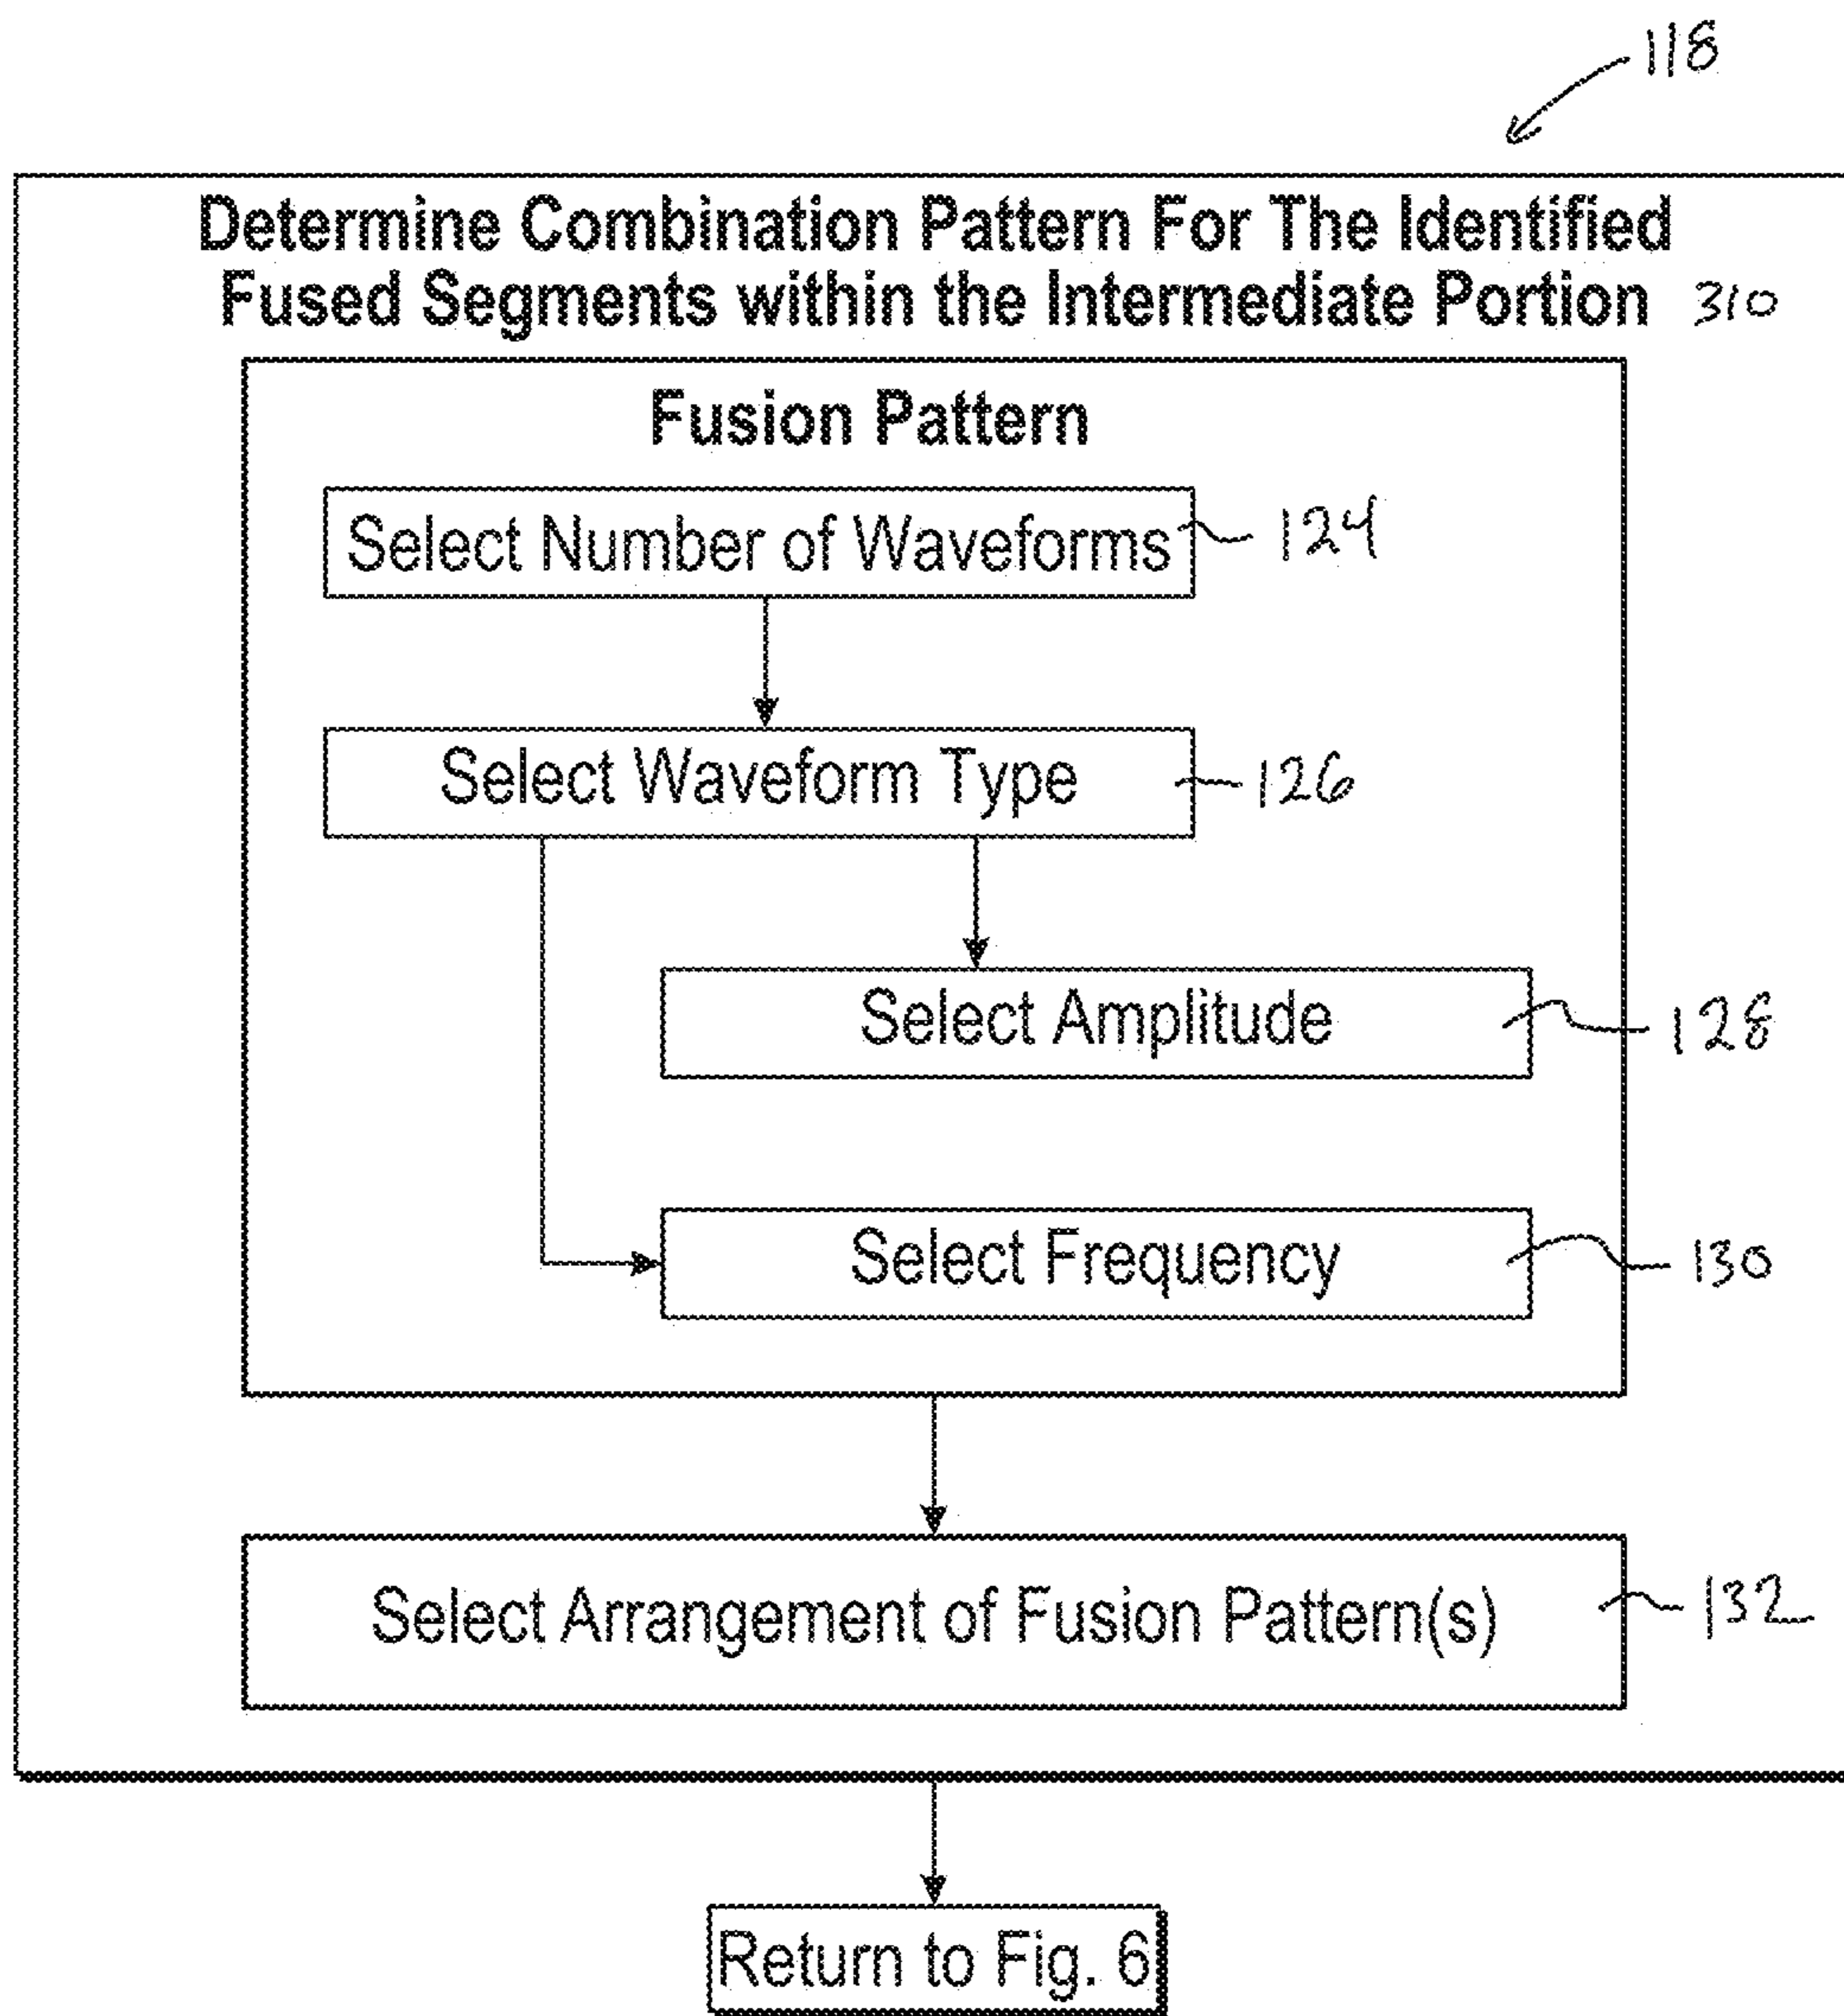 118
Determine Combination Pattern For The Identified
Fused Segments within the Intermediate Portion 310
Fusion Pattern
Select Number of Waveforms 124
Select Waveform Type 126
Select Amplitude 128
Select Frequency 130
Select Arrangement of Fusion Pattern(s) 132
Return to Fig. 6